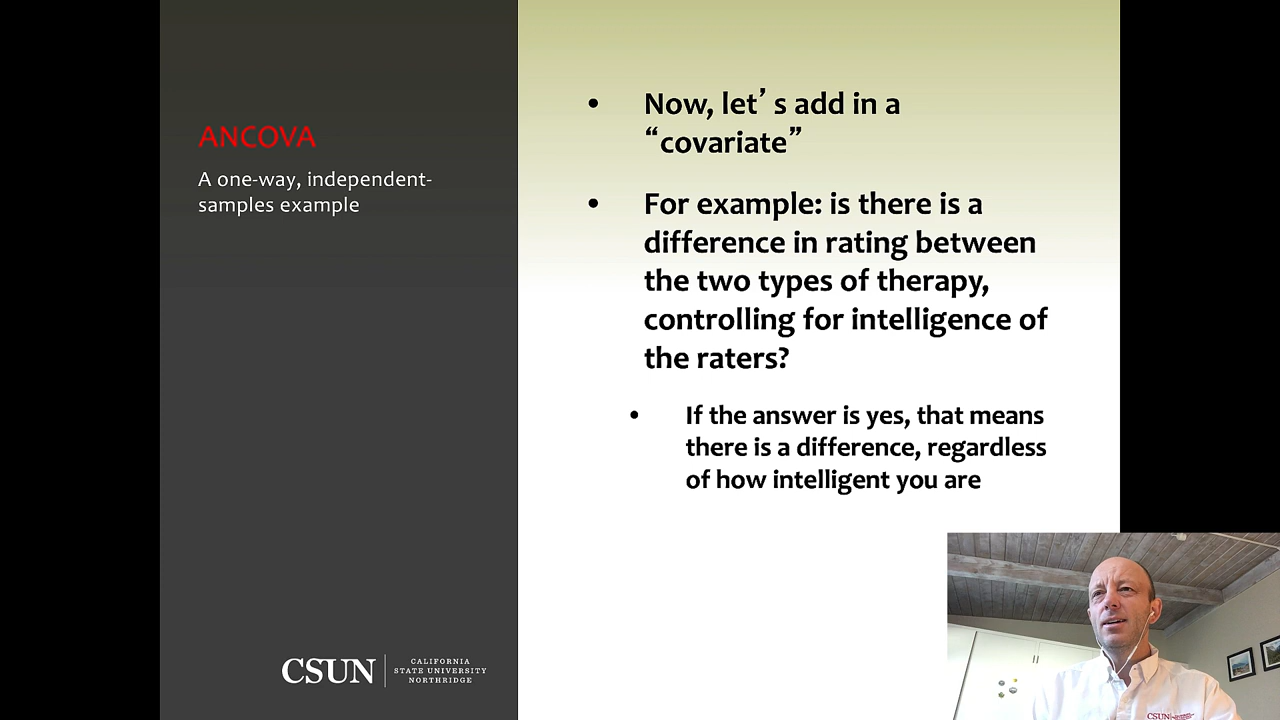 ANCOVA
A one-way, independent-
samples example
• Now, let’ s add in a
“covariate”
• For example: is there is a
difference in rating between
the two types of therapy,
controlling for intelligence of
the raters?
• If the answer is yes, that means
there is a difference, regardless
of how intelligent you are
CSUN
CALIFORNIA
STATE UNIVERSITY
NORTHRIDGE
CSUN